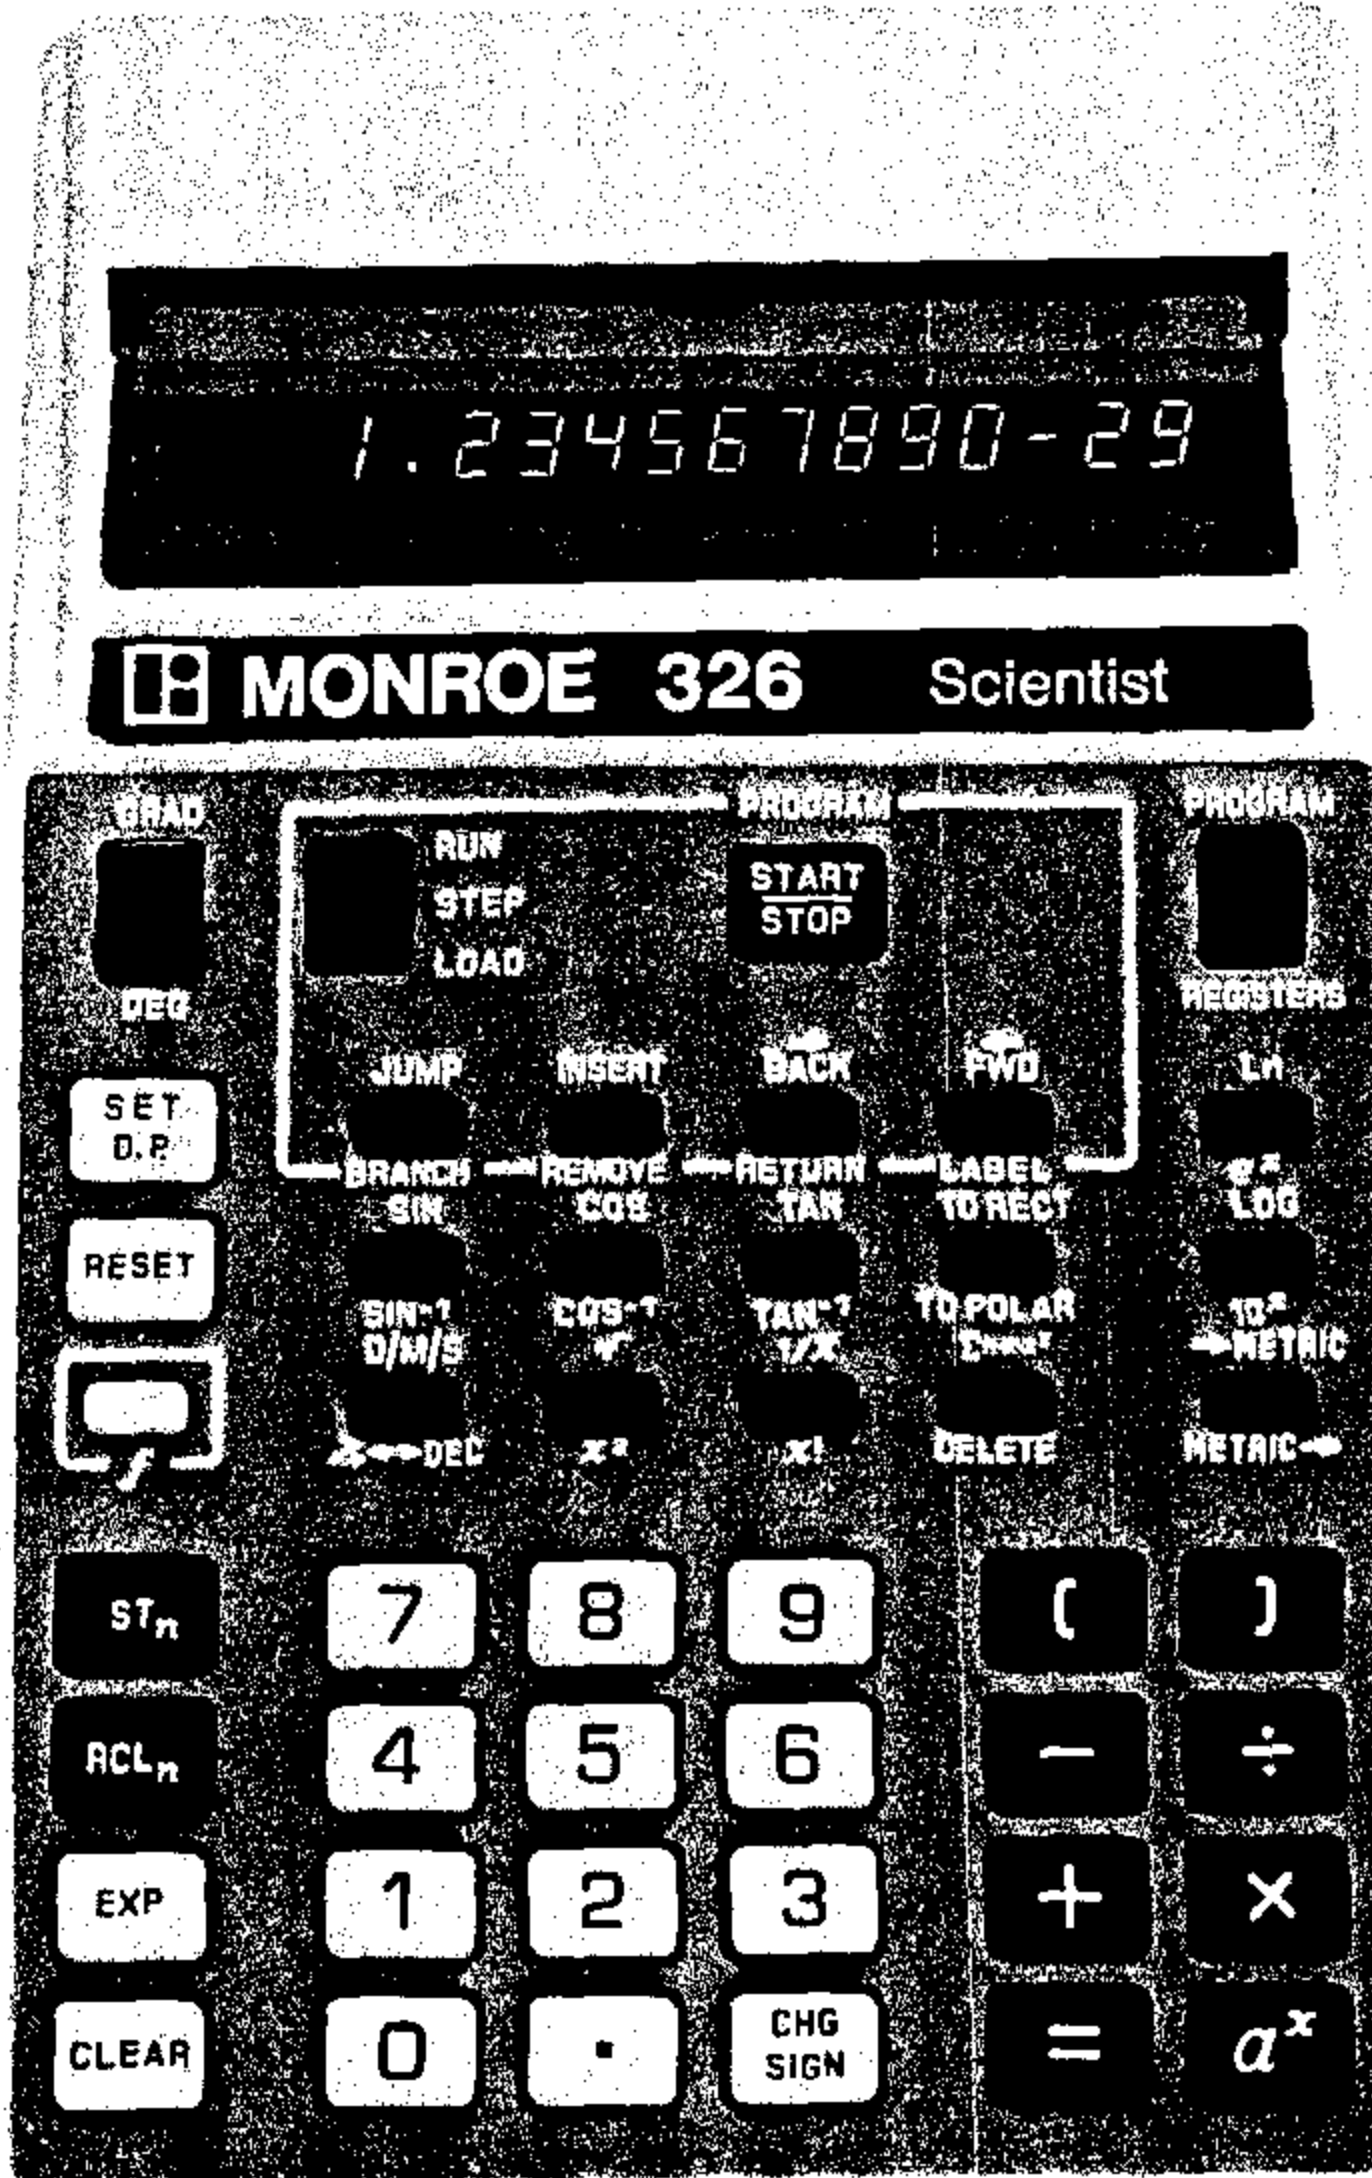 1.234567890-29
MONROE 326 Scientist
GRAD PROGRAM PROGRAM
RUN
STEP
LOAD
START
STOP
DEG REGISTERS
JUMP INSERT BACK FWD Ln
SET
D.P.
BRANCH REMOVE RETURN LABEL eˣ
SIN COS TAN TO RECT LOG
RESET
SIN-1 COS-1 TAN-1 TO POLAR 10ˣ
D/M/S √ 1/X →METRIC
f
↔DEC x² x! DELETE METRIC→
STn 7 8 9 ( )
RCLn 4 5 6 − ÷
EXP 1 2 3 + ×
CLEAR 0 . CHG SIGN = aˣ